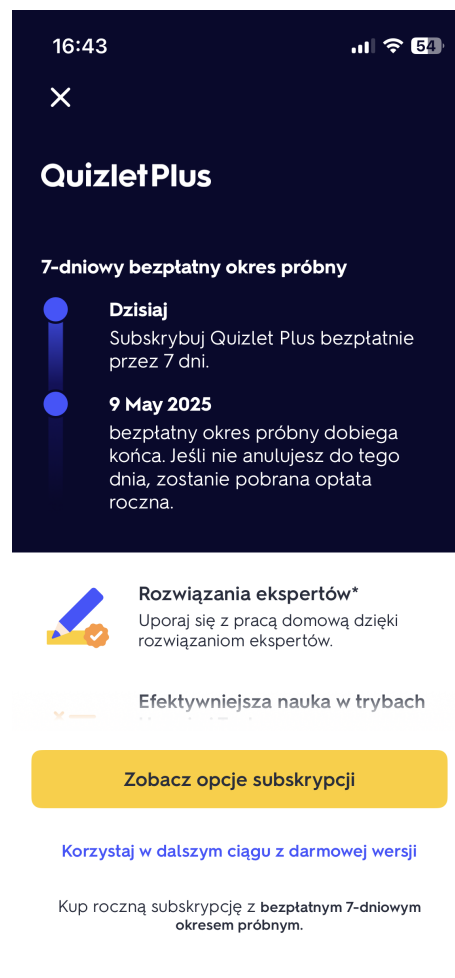 16:43
54
QuizletPlus
7-dniowy bezpłatny okres próbny
Dzisiaj
Subskrybuj Quizlet Plus bezpłatnie
przez 7 dni.
9 May 2025
bezpłatny okres próbny dobiega
końca. Jeśli nie anulujesz do tego
dnia, zostanie pobrana opłata
roczna.
Rozwiązania ekspertów*
Uporaj się z pracą domową dzięki
rozwiązaniom ekspertów.
Efektywniejsza nauka w trybach
Zobacz opcje subskrypcji
Korzystaj w dalszym ciągu z darmowej wersji
Kup roczną subskrypcję z bezpłatnym 7-dniowym
okresem próbnym.